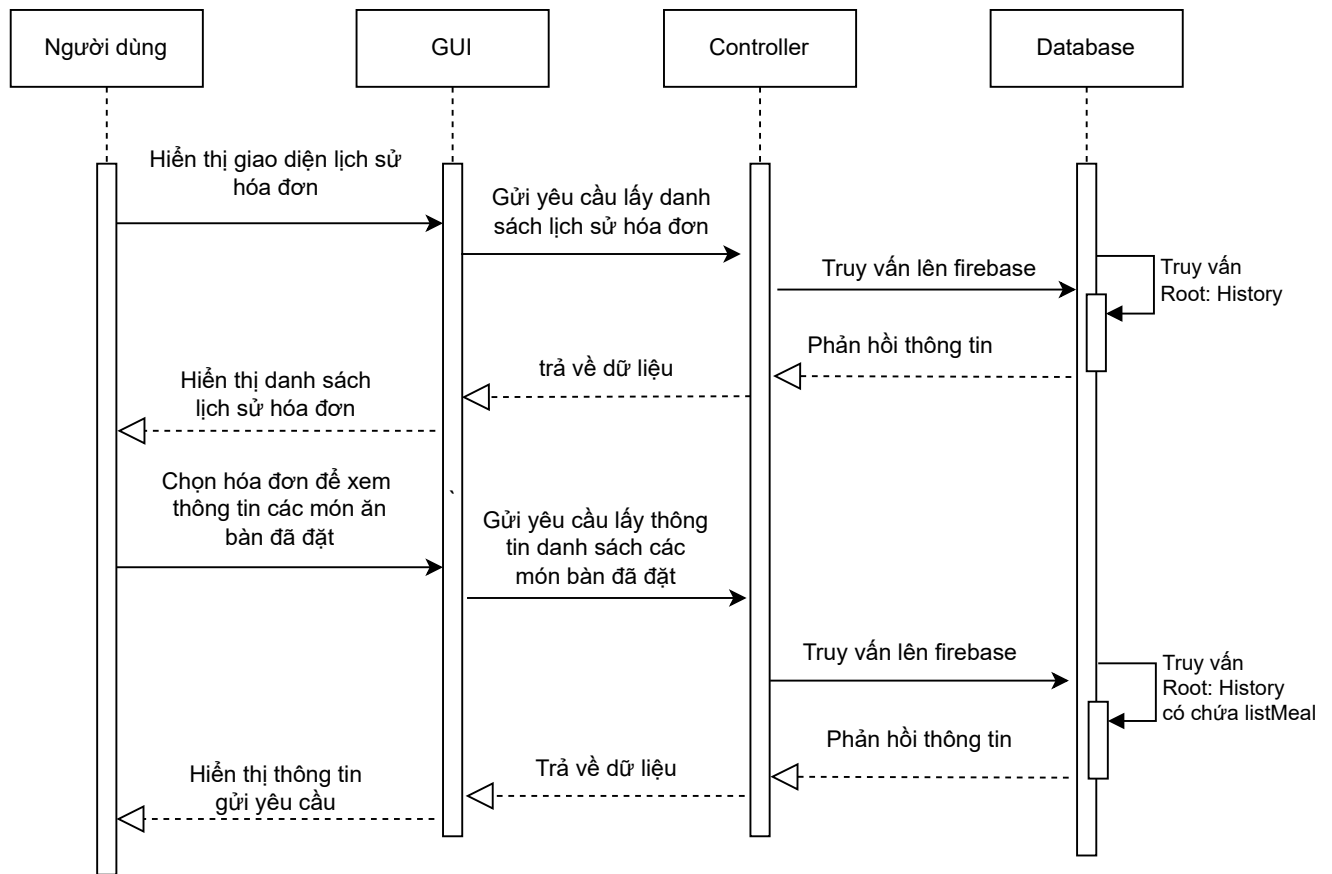 Người dùng
GUI
Controller
Database
Hiển thị giao diện lịch sử
hóa đơn
Gửi yêu cầu lấy danh
sách lịch sử hóa đơn
Truy vấn lên firebase
Truy vấn
Root: History
Phản hồi thông tin
trả về dữ liệu
Hiển thị danh sách
lịch sử hóa đơn
Chọn hóa đơn để xem
thông tin các món ăn
bàn đã đặt
`
Gửi yêu cầu lấy thông
tin danh sách các
món bàn đã đặt
Truy vấn lên firebase
Truy vấn
Root: History
có chứa listMeal
Phản hồi thông tin
Trả về dữ liệu
Hiển thị thông tin
gửi yêu cầu